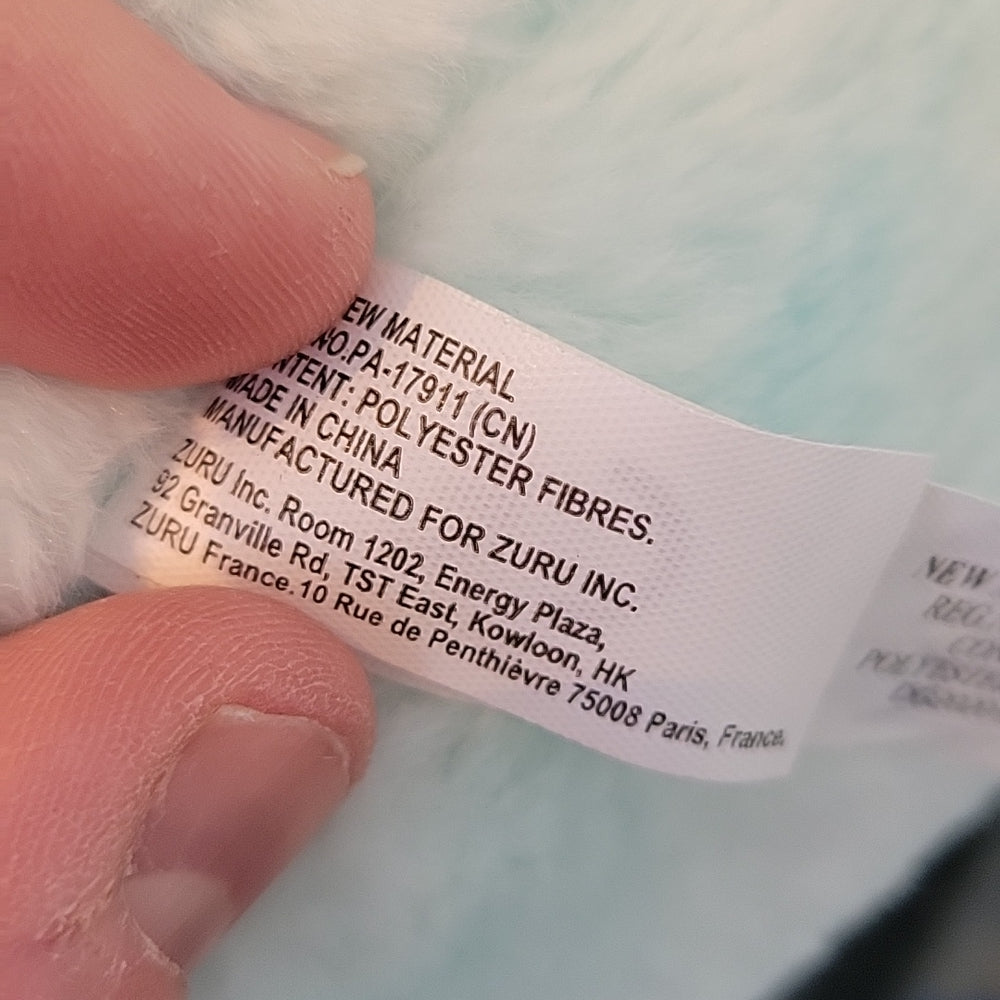 EW MATERIAL
NO.PA-17911 (CN)
NTENT: POLYESTER FIBRES.
MADE IN CHINA
MANUFACTURED FOR ZURU INC.
ZURU Inc. Room 1202, Energy Plaza,
92 Granville Rd, TST East, Kowloon, HK
ZURU France. 10 Rue de Penthièvre 75008 Paris, France.
NEW
REG.